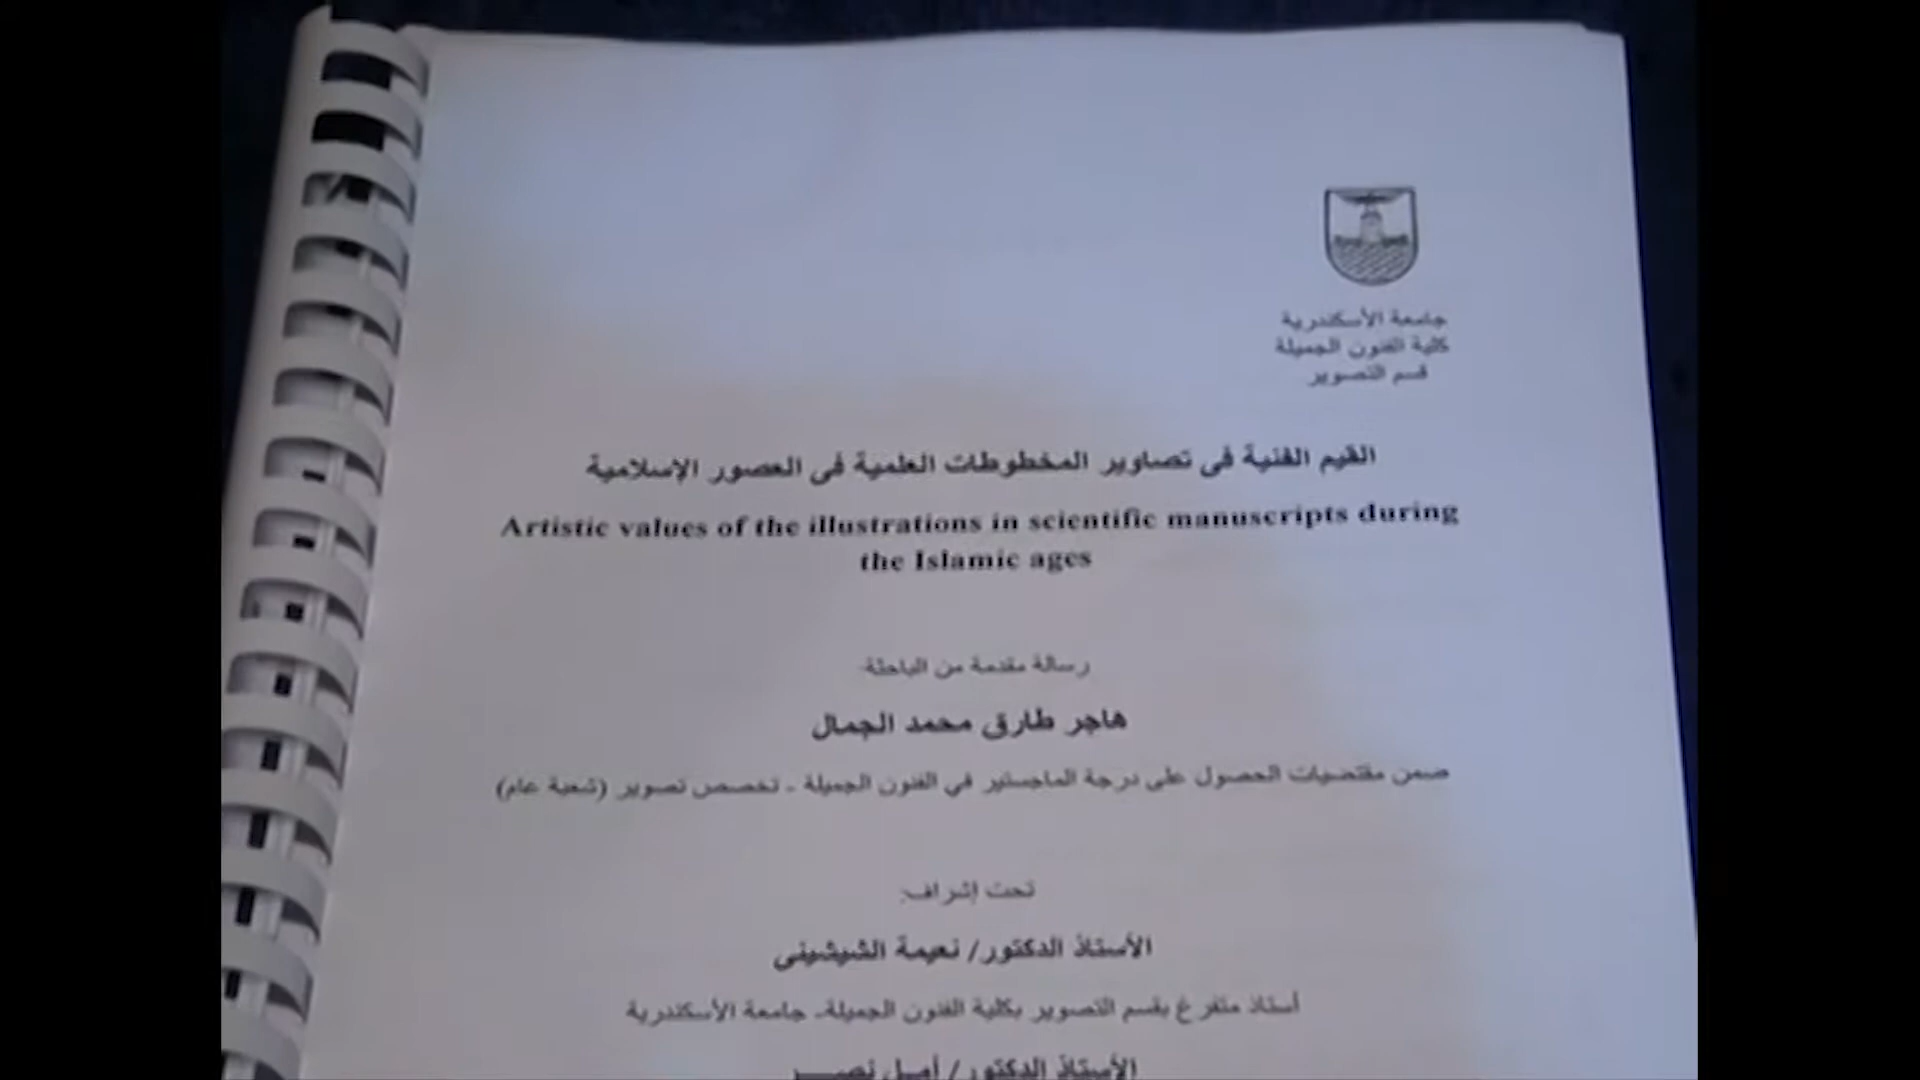 جامعة الأسكندرية
كلية الفنون الجميلة
قسم التصوير
القيم الفنية فى تصاوير المخطوطات العلمية فى العصور الإسلامية
Artistic values of the illustrations in scientific manuscripts during
the Islamic ages
رسالة مقدمة من الباحثة:
هاجر طارق محمد الجمال
ضمن مقتضيات الحصول على درجة الماجستير في الفنون الجميلة - تخصص تصوير (شعبة عام)
تحت إشراف:
الأستاذ الدكتور/ نعيمة الشيشينى
أستاذ متفرغ بقسم التصوير بكلية الفنون الجميلة- جامعة الأسكندرية
الأستاذ الدكتور/ أمل نصر